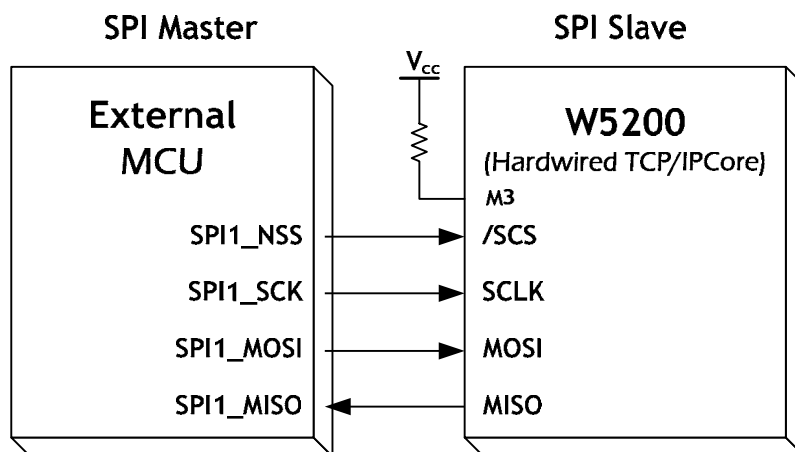 SPI Master
SPI Slave
Vcc
External
MCU
W5200
(Hardwired TCP/IPCore)
M3
SPI1_NSS
/SCS
SPI1_SCK
SCLK
SPI1_MOSI
MOSI
SPI1_MISO
MISO